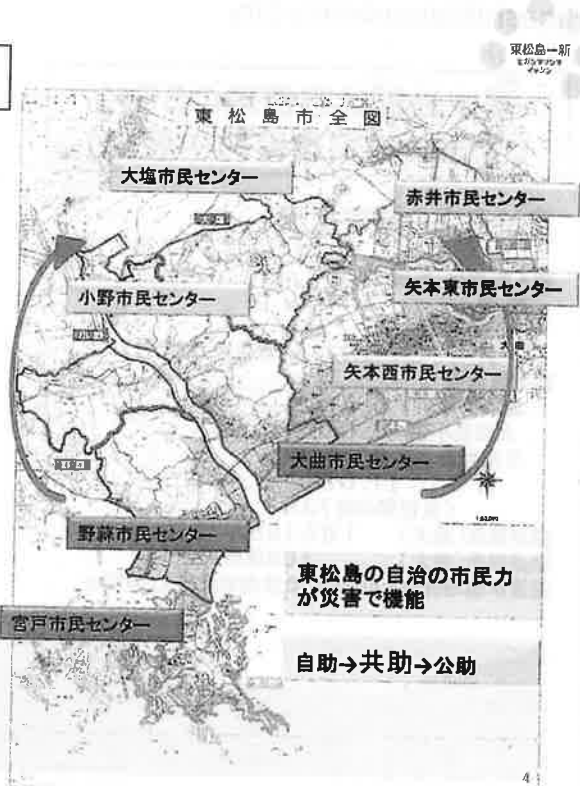 東松島一新
東松島市全図
大塩市民センター
赤井市民センター
小野市民センター
矢本東市民センター
矢本西市民センター
大曲市民センター
野蒜市民センター
宮戸市民センター
東松島の自治の市民力
が災害で機能
自助→共助→公助
4